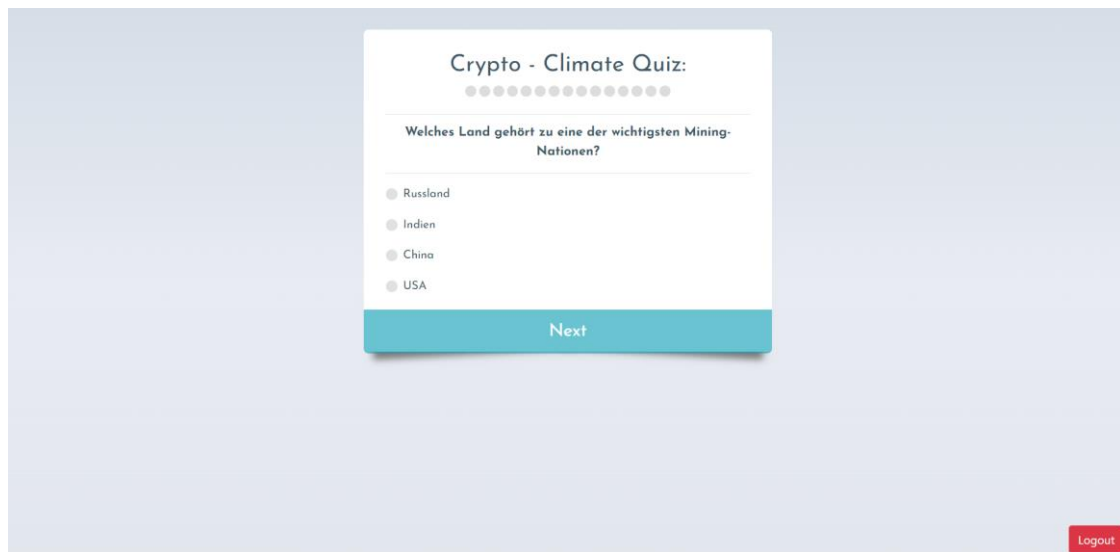 Crypto - Climate Quiz:
Welches Land gehört zu eine der wichtigsten Mining-
Nationen?
Russland
Indien
China
USA
Next
Logout